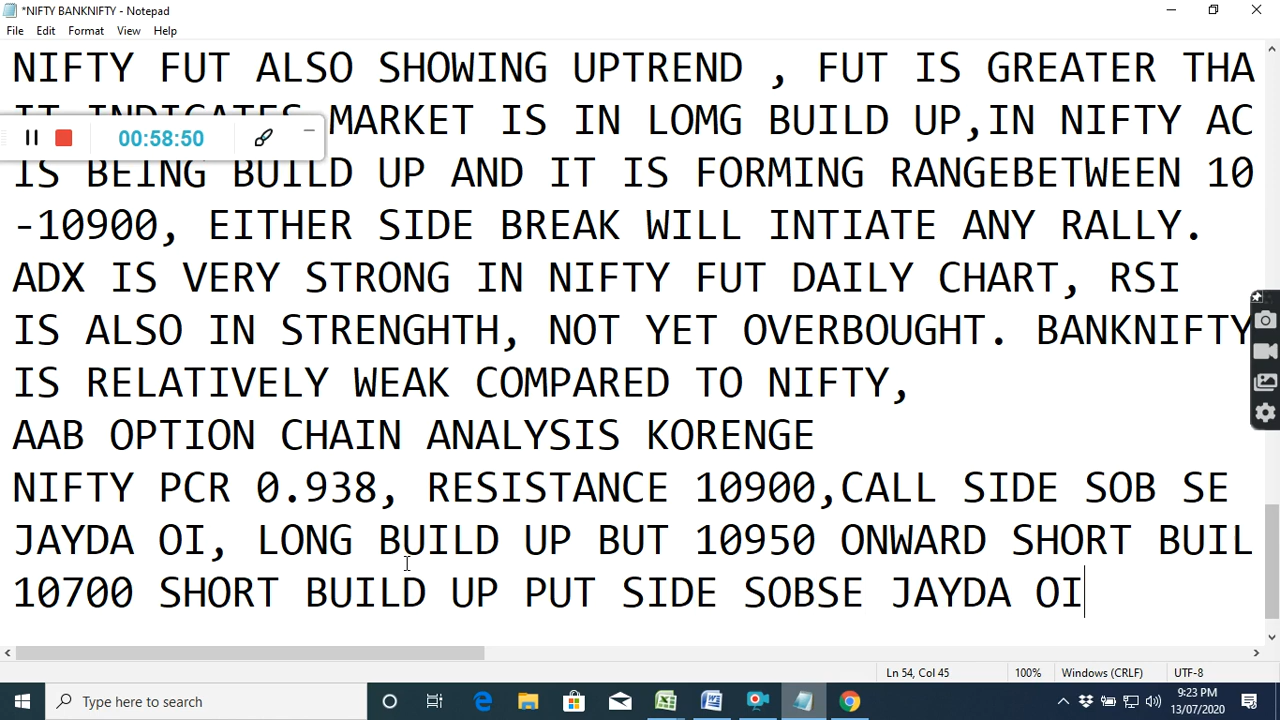 *NIFTY BANKNIFTY - Notepad
File Edit Format View Help
NIFTY FUT ALSO SHOWING UPTREND , FUT IS GREATER THA
IT INDICATES MARKET IS IN LOMG BUILD UP,IN NIFTY AC
00:58:50
IS BEING BUILD UP AND IT IS FORMING RANGEBETWEEN 10
-10900, EITHER SIDE BREAK WILL INTIATE ANY RALLY.
ADX IS VERY STRONG IN NIFTY FUT DAILY CHART, RSI
IS ALSO IN STRENGHTH, NOT YET OVERBOUGHT. BANKNIFTY
IS RELATIVELY WEAK COMPARED TO NIFTY,
AAB OPTION CHAIN ANALYSIS KORENGE
NIFTY PCR 0.938, RESISTANCE 10900,CALL SIDE SOB SE
JAYDA OI, LONG BUILD UP BUT 10950 ONWARD SHORT BUIL
10700 SHORT BUILD UP PUT SIDE SOBSE JAYDA OI
Ln 54, Col 45 100% Windows (CRLF) UTF-8
Type here to search
9:23 PM
13/07/2020